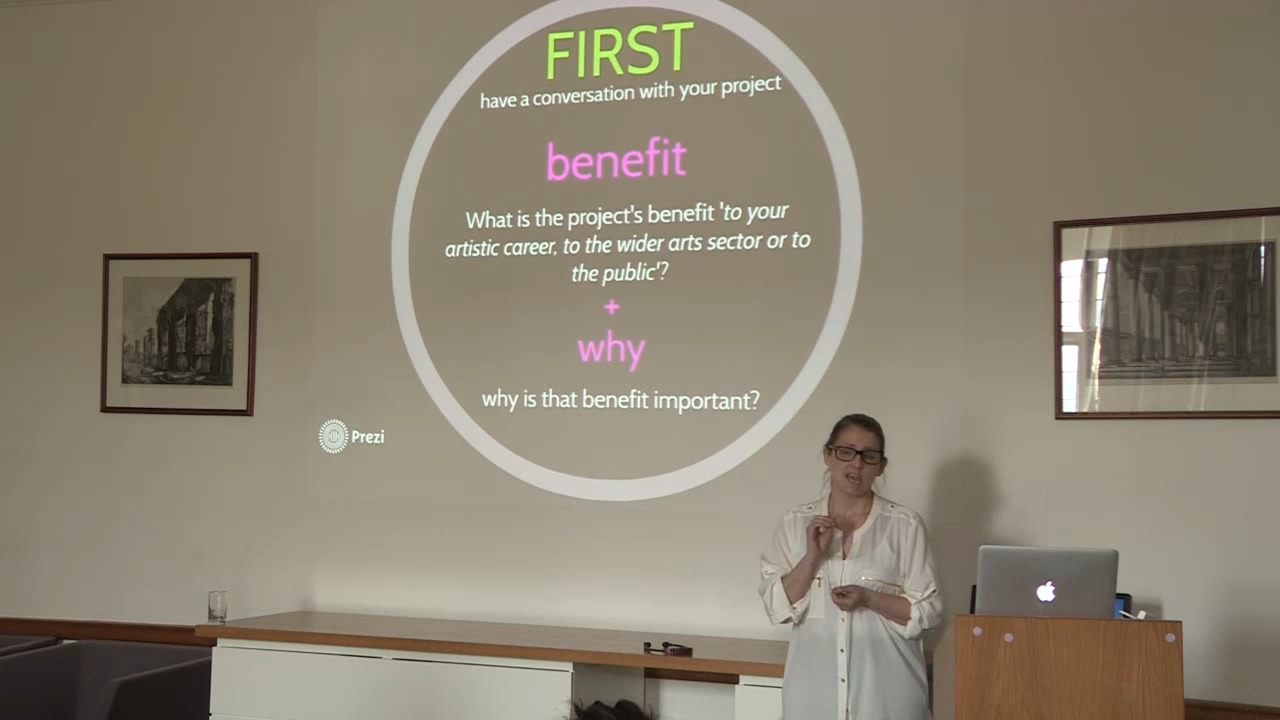 FIRST
have a conversation with your project
benefit
What is the project's benefit 'to your
artistic career, to the wider arts sector or to
the public'?
+
why
why is that benefit important?
Prezi